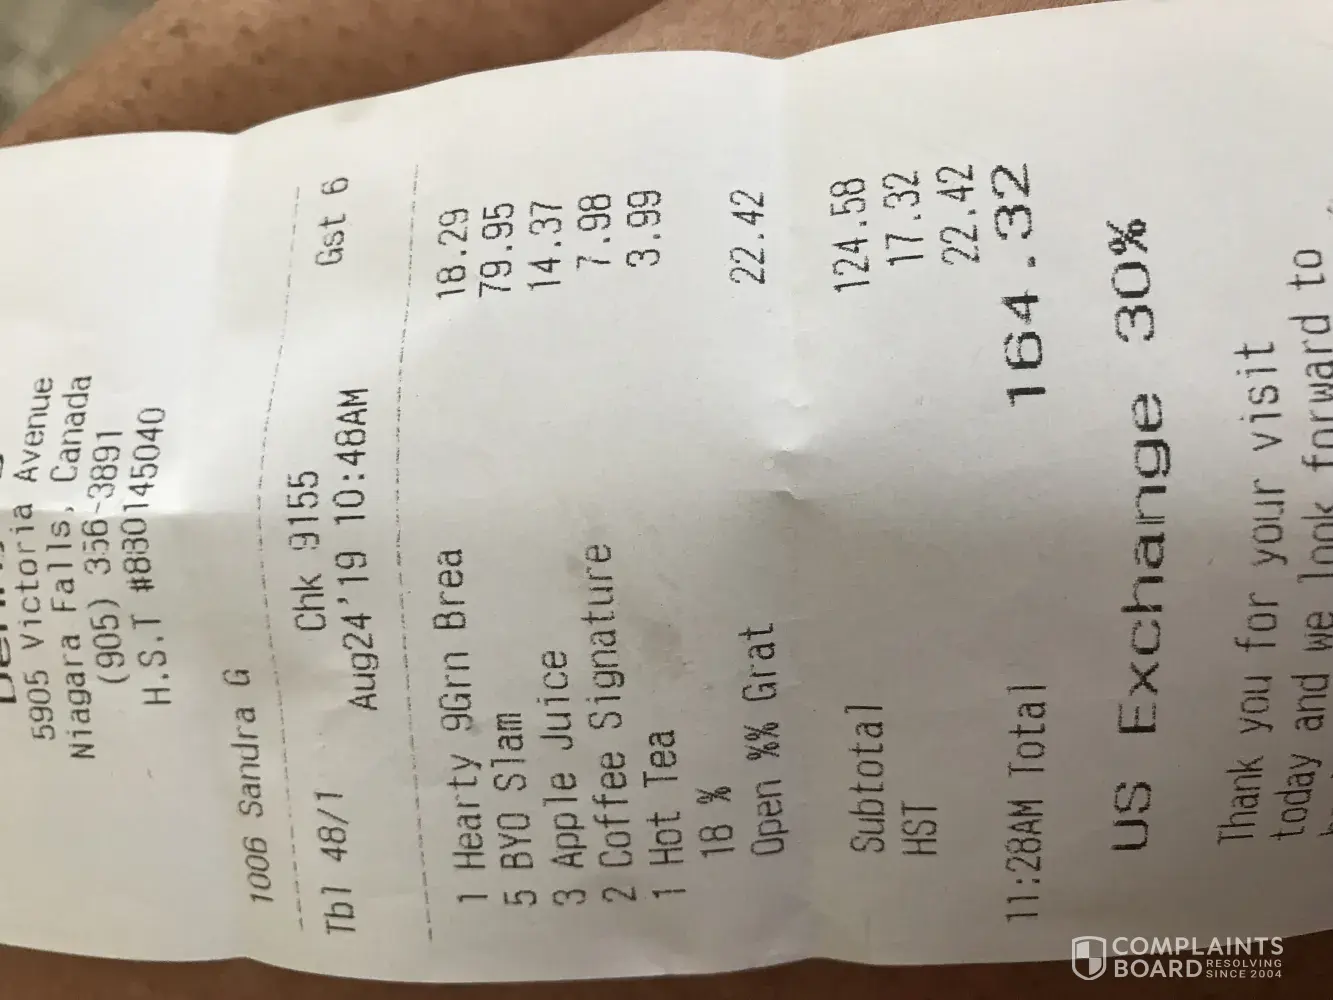 5905 Victoria Avenue
Niagara Falls, Canada
(905) 356-3891
H.S.T #880145040
1006 Sandra G
Tbl 48/1 Chk 9155 Gst 6
Aug24'19 10:48AM
1 Hearty 9Grn Brea 18.29
5 BYO Slam 79.95
3 Apple Juice 14.37
2 Coffee Signature 7.98
1 Hot Tea 3.99
18 %
Open %% Grat 22.42
Subtotal 124.58
HST 17.32
22.42
11:28AM Total 164.32
US Exchange 30%
Thank you for your visit
today and we look forward to
COMPLAINTS
BOARD RESOLVING
SINCE 2004